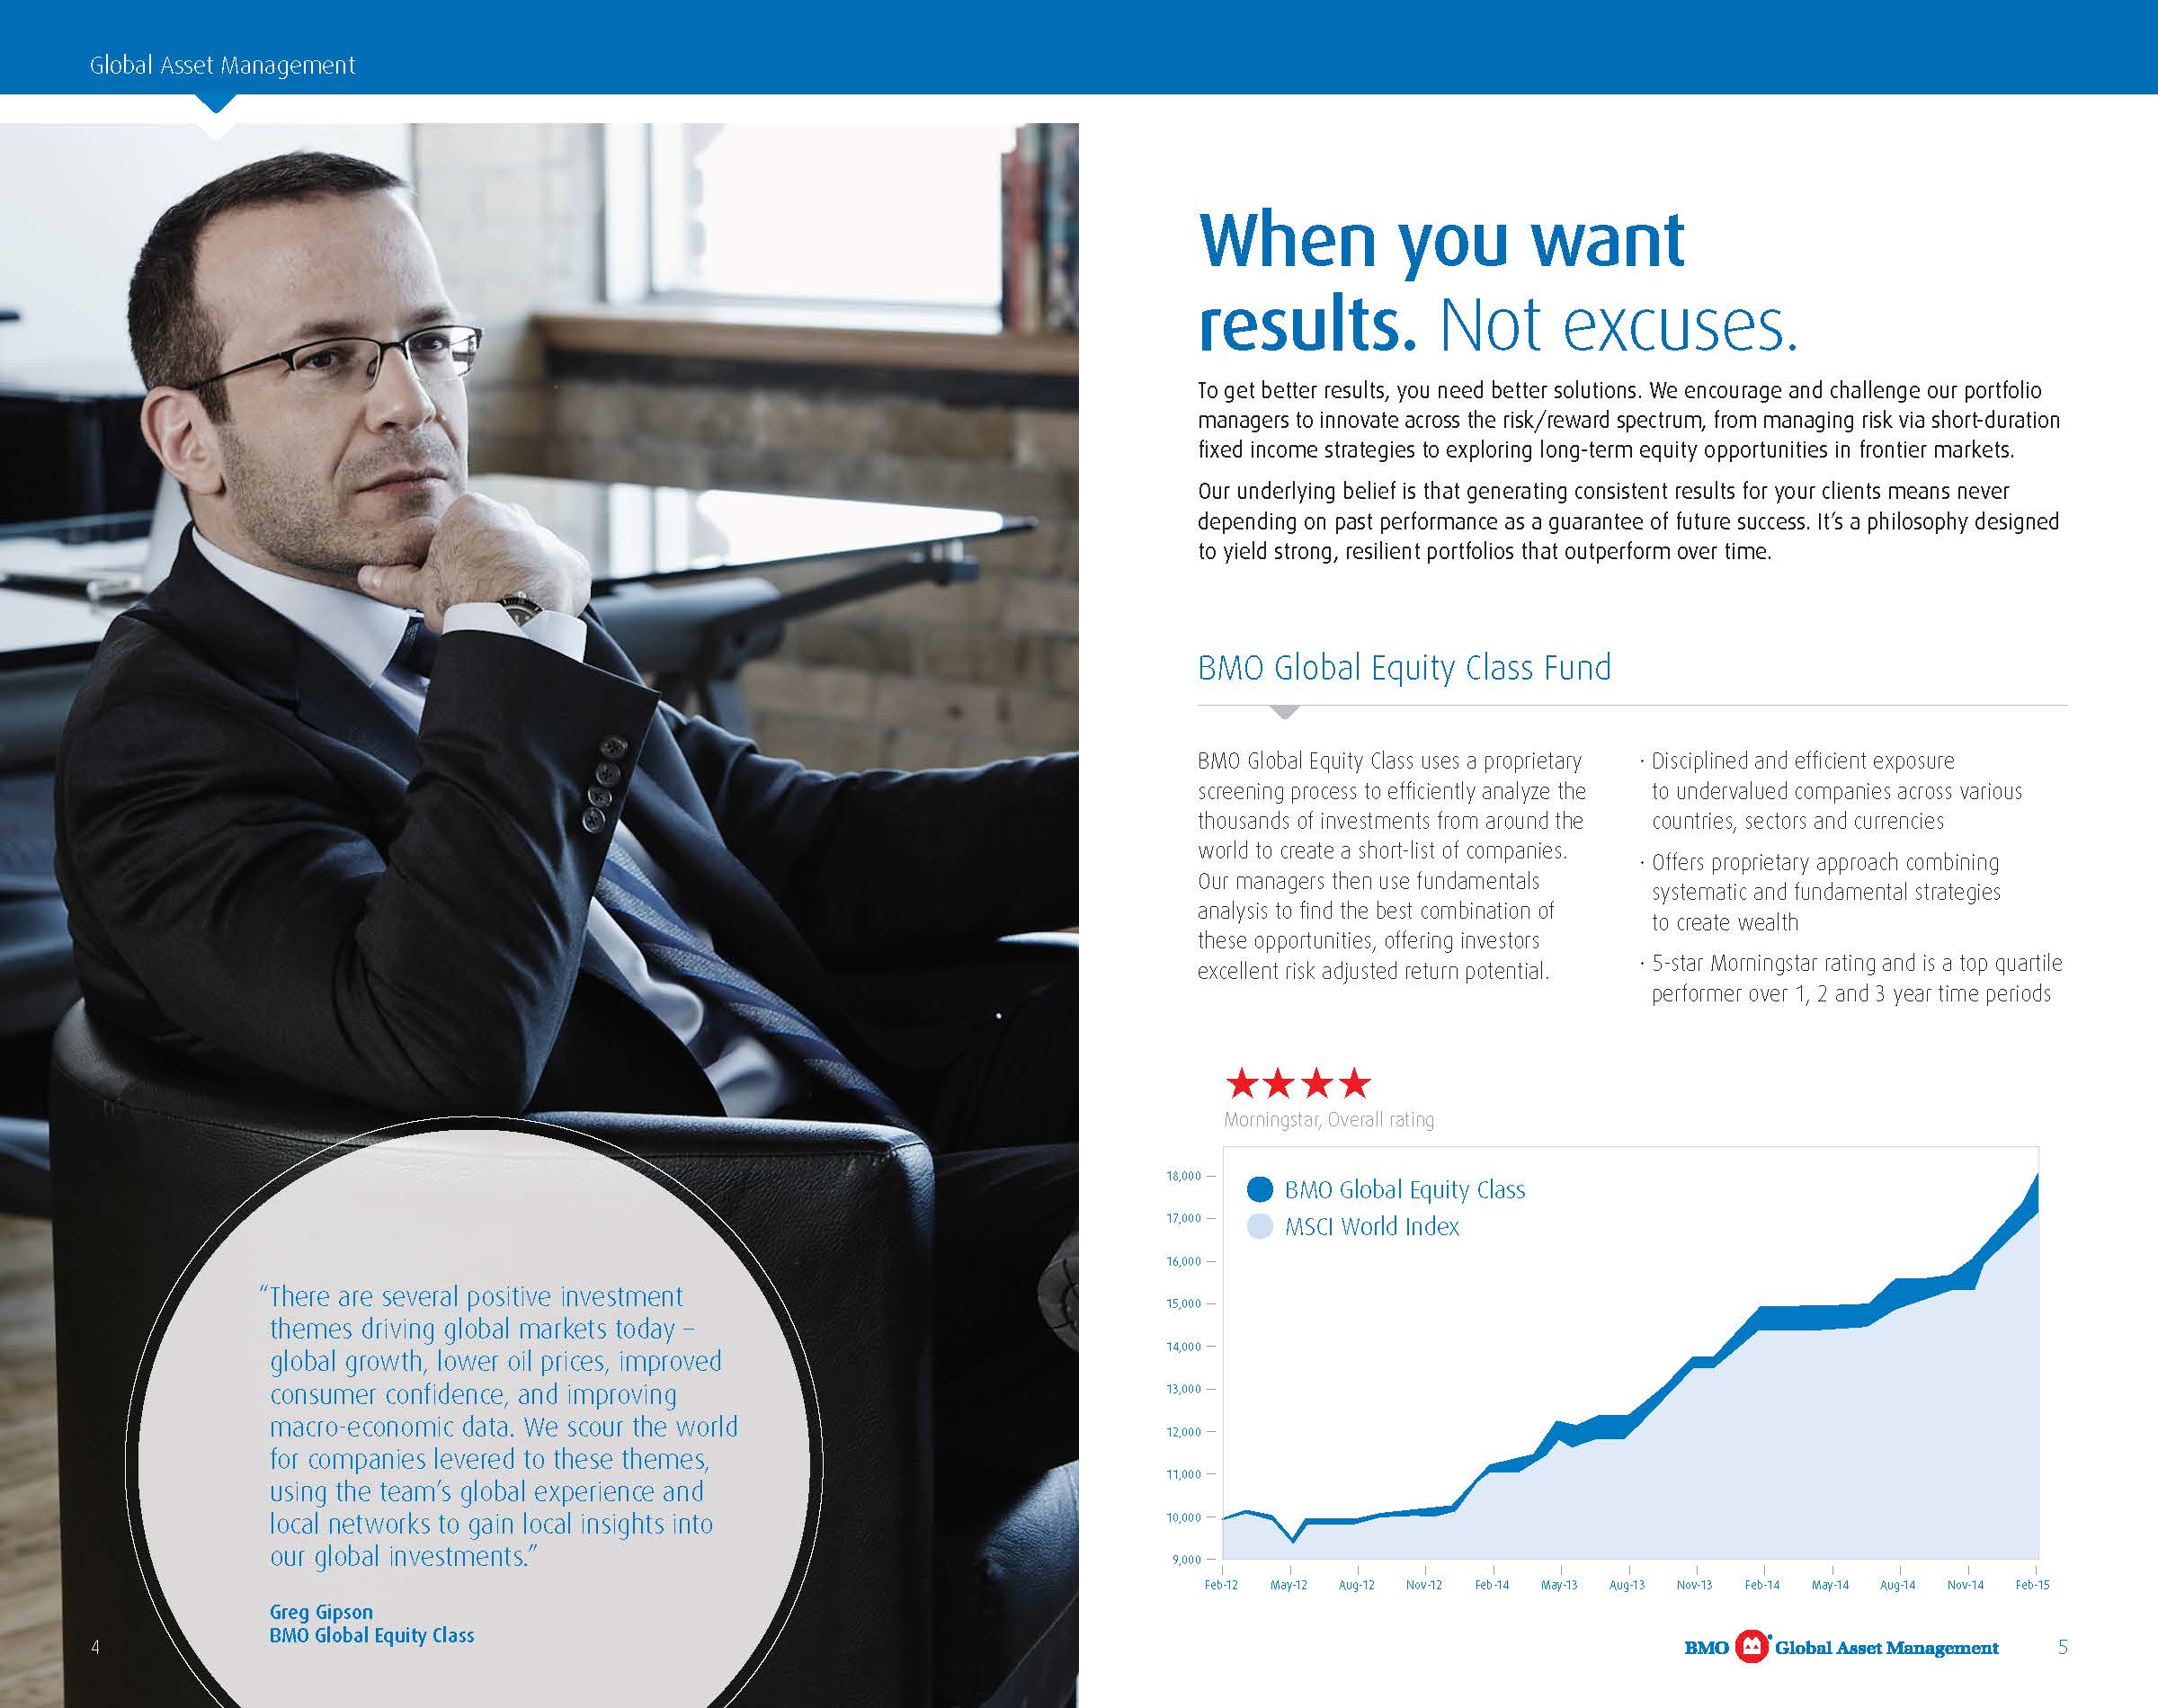 Global Asset Management
“There are several positive investment
themes driving global markets today –
global growth, lower oil prices, improved
consumer confidence, and improving
macro-economic data. We scour the world
for companies levered to these themes,
using the team’s global experience and
local networks to gain local insights into
our global investments.”
Greg Gipson
BMO Global Equity Class
4
When you want
results. Not excuses.
To get better results, you need better solutions. We encourage and challenge our portfolio
managers to innovate across the risk/reward spectrum, from managing risk via short-duration
fixed income strategies to exploring long-term equity opportunities in frontier markets.
Our underlying belief is that generating consistent results for your clients means never
depending on past performance as a guarantee of future success. It’s a philosophy designed
to yield strong, resilient portfolios that outperform over time.
BMO Global Equity Class Fund
BMO Global Equity Class uses a proprietary
screening process to efficiently analyze the
thousands of investments from around the
world to create a short-list of companies.
Our managers then use fundamentals
analysis to find the best combination of
these opportunities, offering investors
excellent risk adjusted return potential.
· Disciplined and efficient exposure
to undervalued companies across various
countries, sectors and currencies
· Offers proprietary approach combining
systematic and fundamental strategies
to create wealth
· 5-star Morningstar rating and is a top quartile
performer over 1, 2 and 3 year time periods
Morningstar, Overall rating
BMO Global Equity Class
MSCI World Index
18,000
17,000
16,000
15,000
14,000
13,000
12,000
11,000
10,000
9,000
Feb-12 May-12 Aug-12 Nov-12 Feb-14 May-13 Aug-13 Nov-13 Feb-14 May-14 Aug-14 Nov-14 Feb-15
BMO Global Asset Management
5